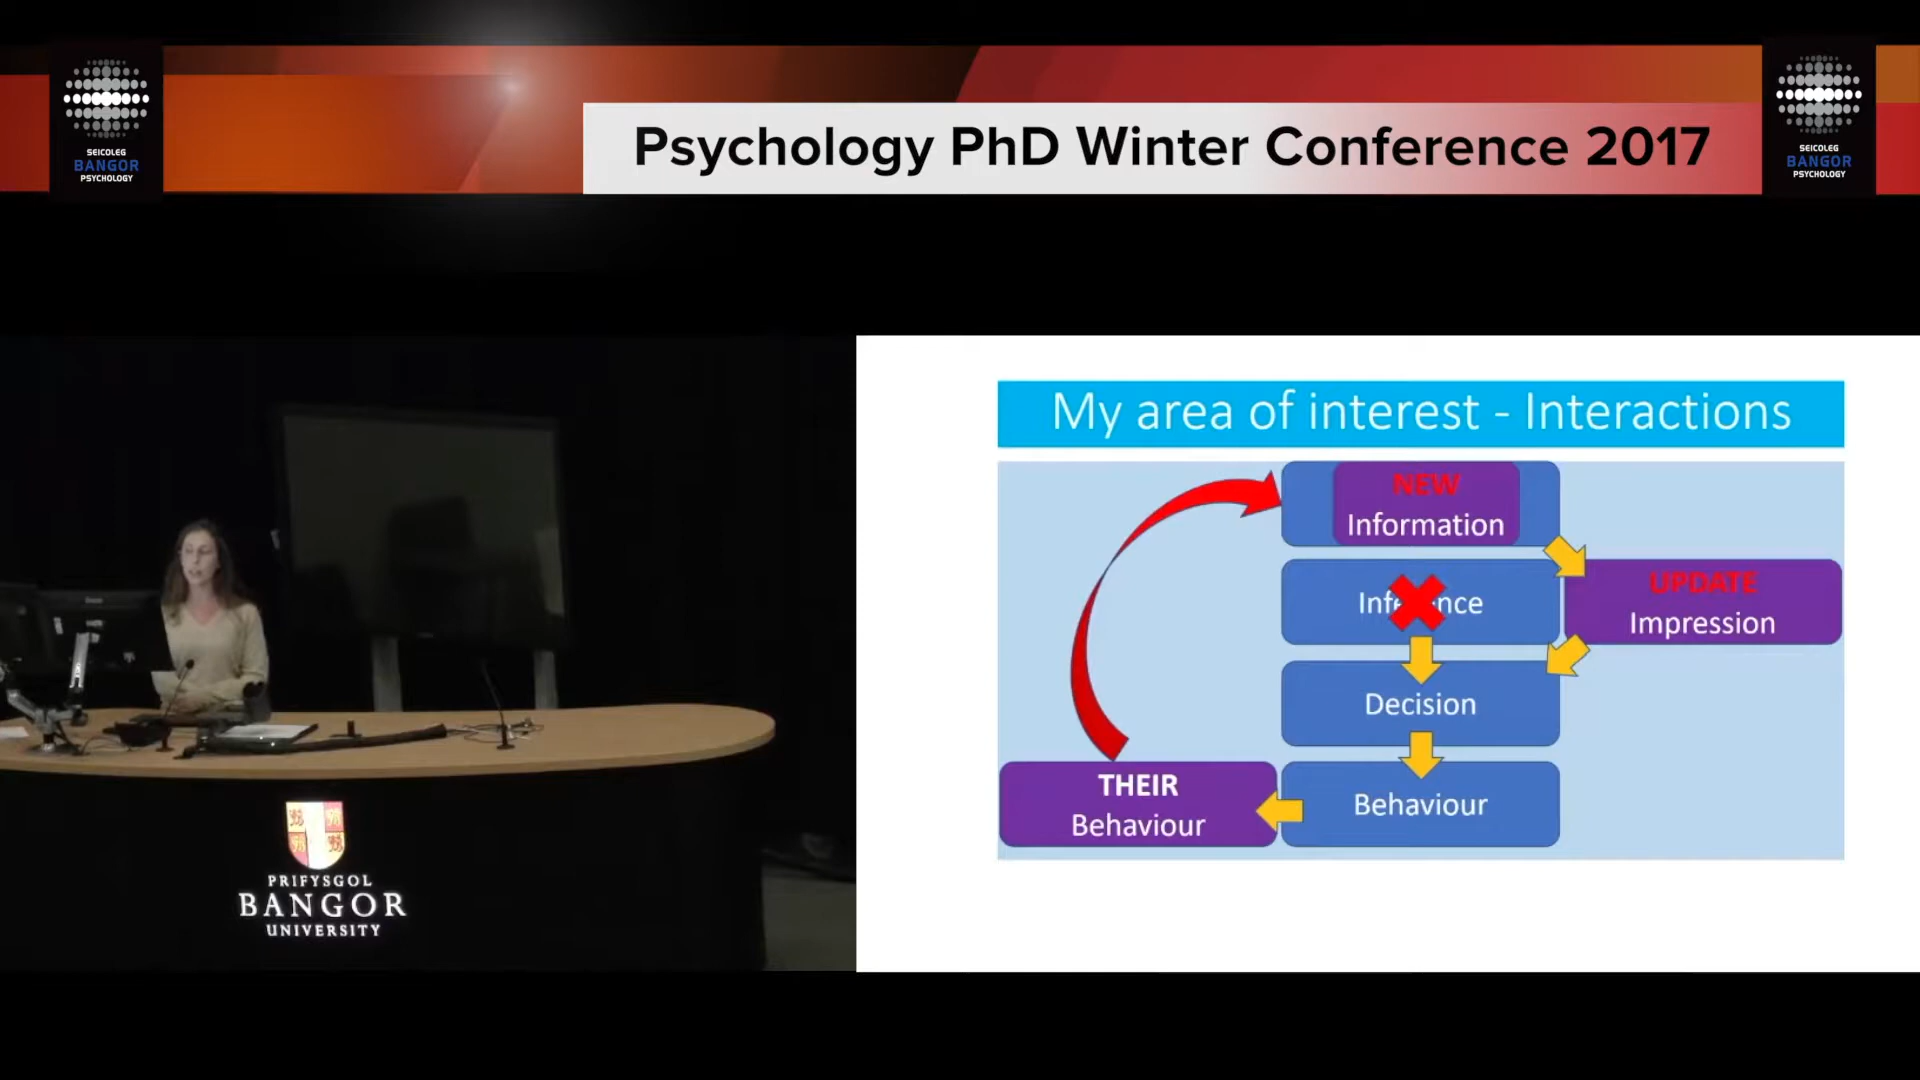 SEICOLEG
BANGOR
PSYCHOLOGY
Psychology PhD Winter Conference 2017
SEICOLEG
BANGOR
PSYCHOLOGY
My area of interest - Interactions
NEW
Information
UPDATE
Impression
Decision
THEIR
Behaviour
Behaviour
PRIFYSGOL
BANGOR
UNIVERSITY